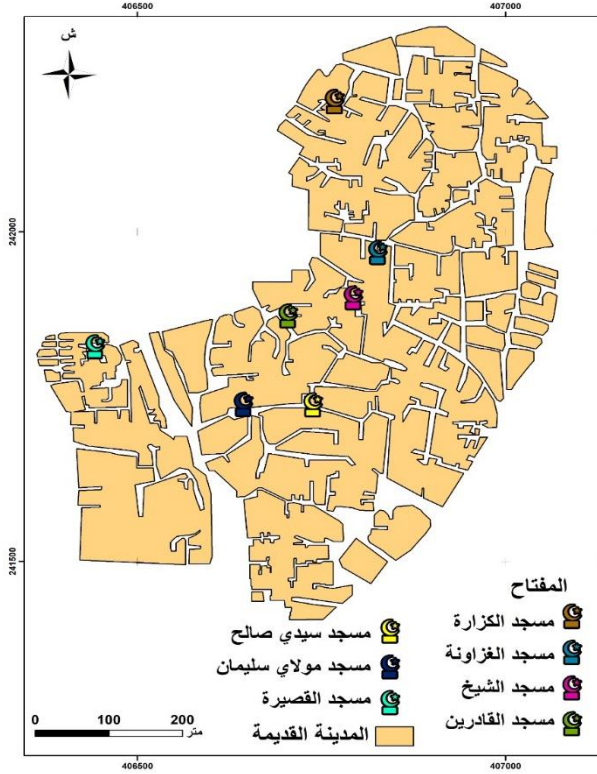 406500 407000
ش
242000
241500
المفتاح
مسجد الكزارة
مسجد الغزاونة
مسجد الشيخ
مسجد القادرين
مسجد سيدي صالح
مسجد مولاي سليمان
مسجد القصيرة
المدينة القديمة
0 100 200
متر
406500 407000